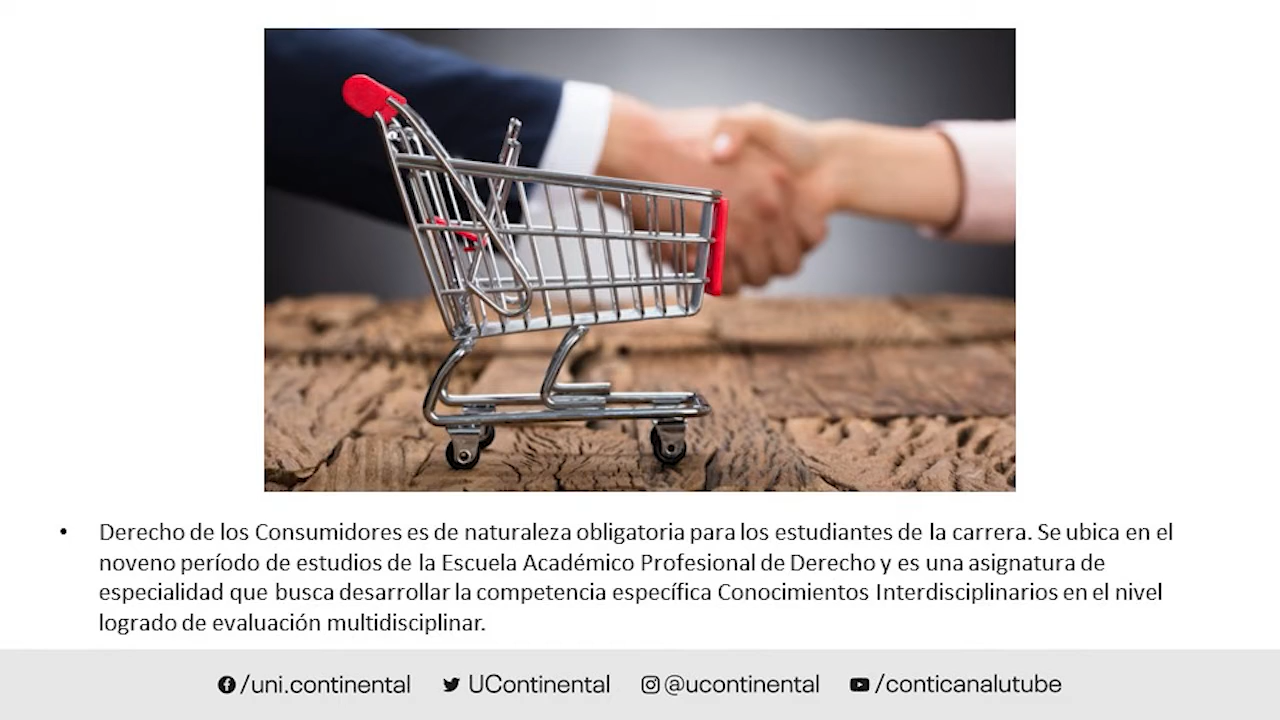 • Derecho de los Consumidores es de naturaleza obligatoria para los estudiantes de la carrera. Se ubica en el
noveno período de estudios de la Escuela Académico Profesional de Derecho y es una asignatura de
especialidad que busca desarrollar la competencia específica Conocimientos Interdisciplinarios en el nivel
logrado de evaluación multidisciplinar.
/uni.continental UContinental @ucontinental /conticanalutube